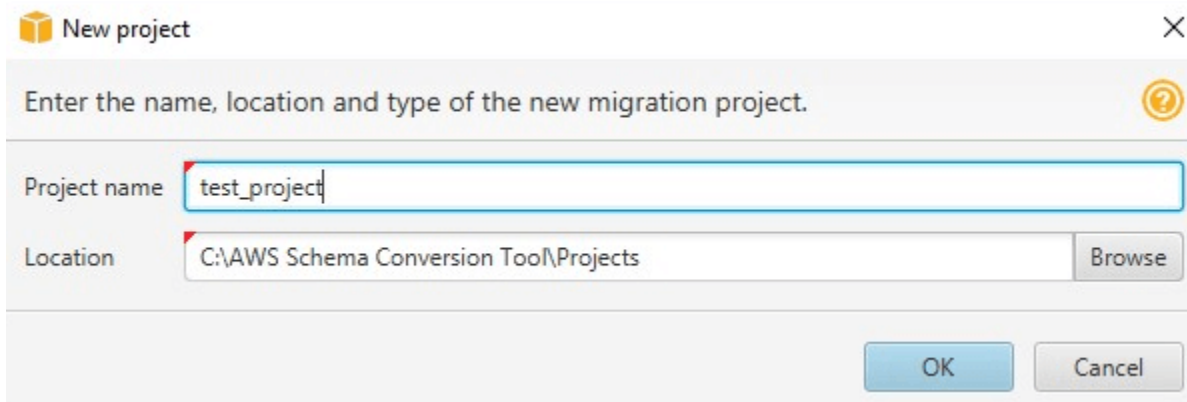 New project
Enter the name, location and type of the new migration project.
Project name test_project
Location C:\AWS Schema Conversion Tool\Projects Browse
OK Cancel